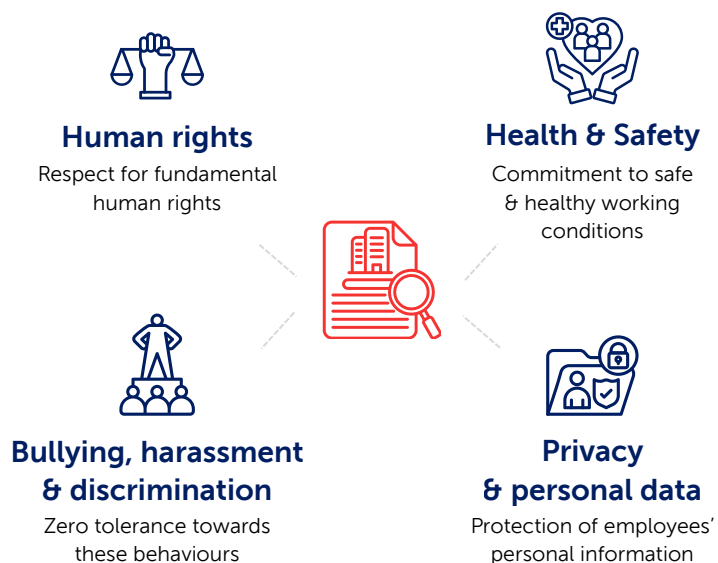 Human rights
Respect for fundamental
human rights
Health & Safety
Commitment to safe
& healthy working
conditions
Bullying, harassment
& discrimination
Zero tolerance towards
these behaviours
Privacy
& personal data
Protection of employees’
personal information